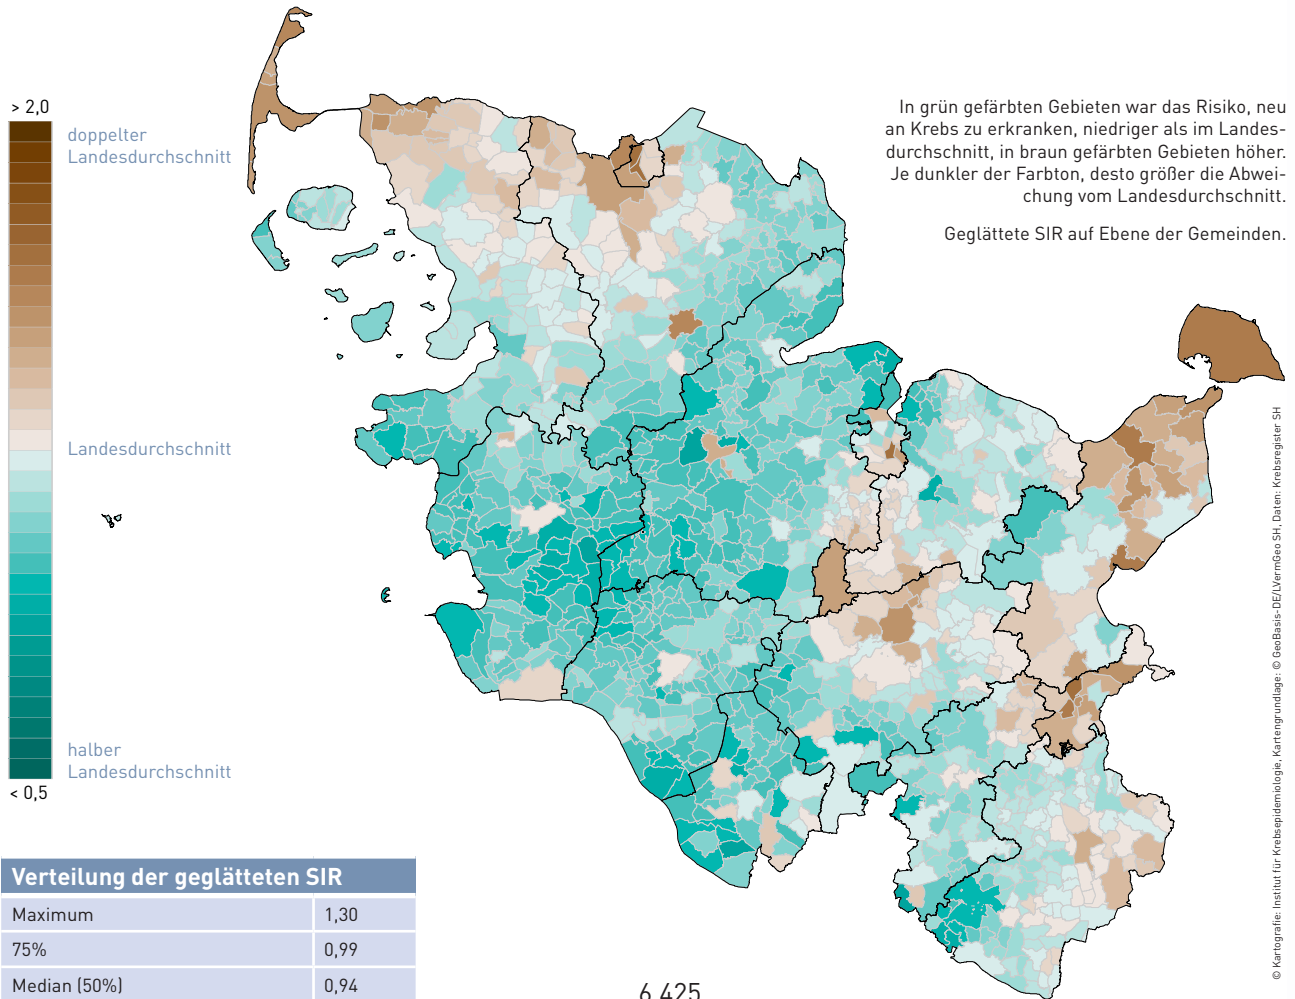 > 2,0
doppelter
Landesdurchschnitt
Landesdurchschnitt
halber
Landesdurchschnitt
< 0,5
In grün gefärbten Gebieten war das Risiko, neu
an Krebs zu erkranken, niedriger als im Landes-
durchschnitt, in braun gefärbten Gebieten höher.
Je dunkler der Farbton, desto größer die Abwei-
chung vom Landesdurchschnitt.
Geglättete SIR auf Ebene der Gemeinden.
© Kartografie: Institut für Krebsepidemiologie, Kartengrundlage: © GeoBasis-DE/LVermGeo SH, Daten: Krebsregister SH
Verteilung der geglätteten SIR
Maximum 1,30
75% 0,99
Median (50%) 0,94
6.425